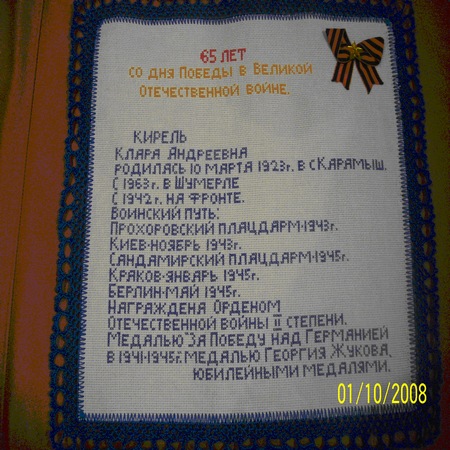 65 ЛЕТ
СО ДНЯ ПОБЕДЫ В ВЕЛИКОЙ
ОТЕЧЕСТВЕННОЙ ВОЙНЕ.
КИРЕЛЬ
КЛАРА АНДРЕЕВНА
РОДИЛАСЬ 10 МАРТА 1923г. В с КАРАМЫШ.
С 1963г. В ШУМЕРЛЕ
С 1942г. НА ФРОНТЕ.
ВОИНСКИЙ ПУТЬ:
ПРОХОРОВСКИЙ ПЛАЦДАРМ-1943г.
КИЕВ-НОЯБРЬ 1943г.
САНДАМИРСКИЙ ПЛАЦДАРМ-1945г.
КРАКОВ-ЯНВАРЬ 1945г.
БЕРЛИН-МАЙ 1945г.
НАГРАЖДЕНА ОРДЕНОМ
ОТЕЧЕСТВЕННОЙ ВОЙНЫ II СТЕПЕНИ.
МЕДАЛЬЮ "ЗА ПОБЕДУ НАД ГЕРМАНИЕЙ
В 1941-1945г." МЕДАЛЬЮ ГЕОРГИЯ ЖУКОВА,
ЮБИЛЕЙНЫМИ МЕДАЛЯМИ.
01/10/2008